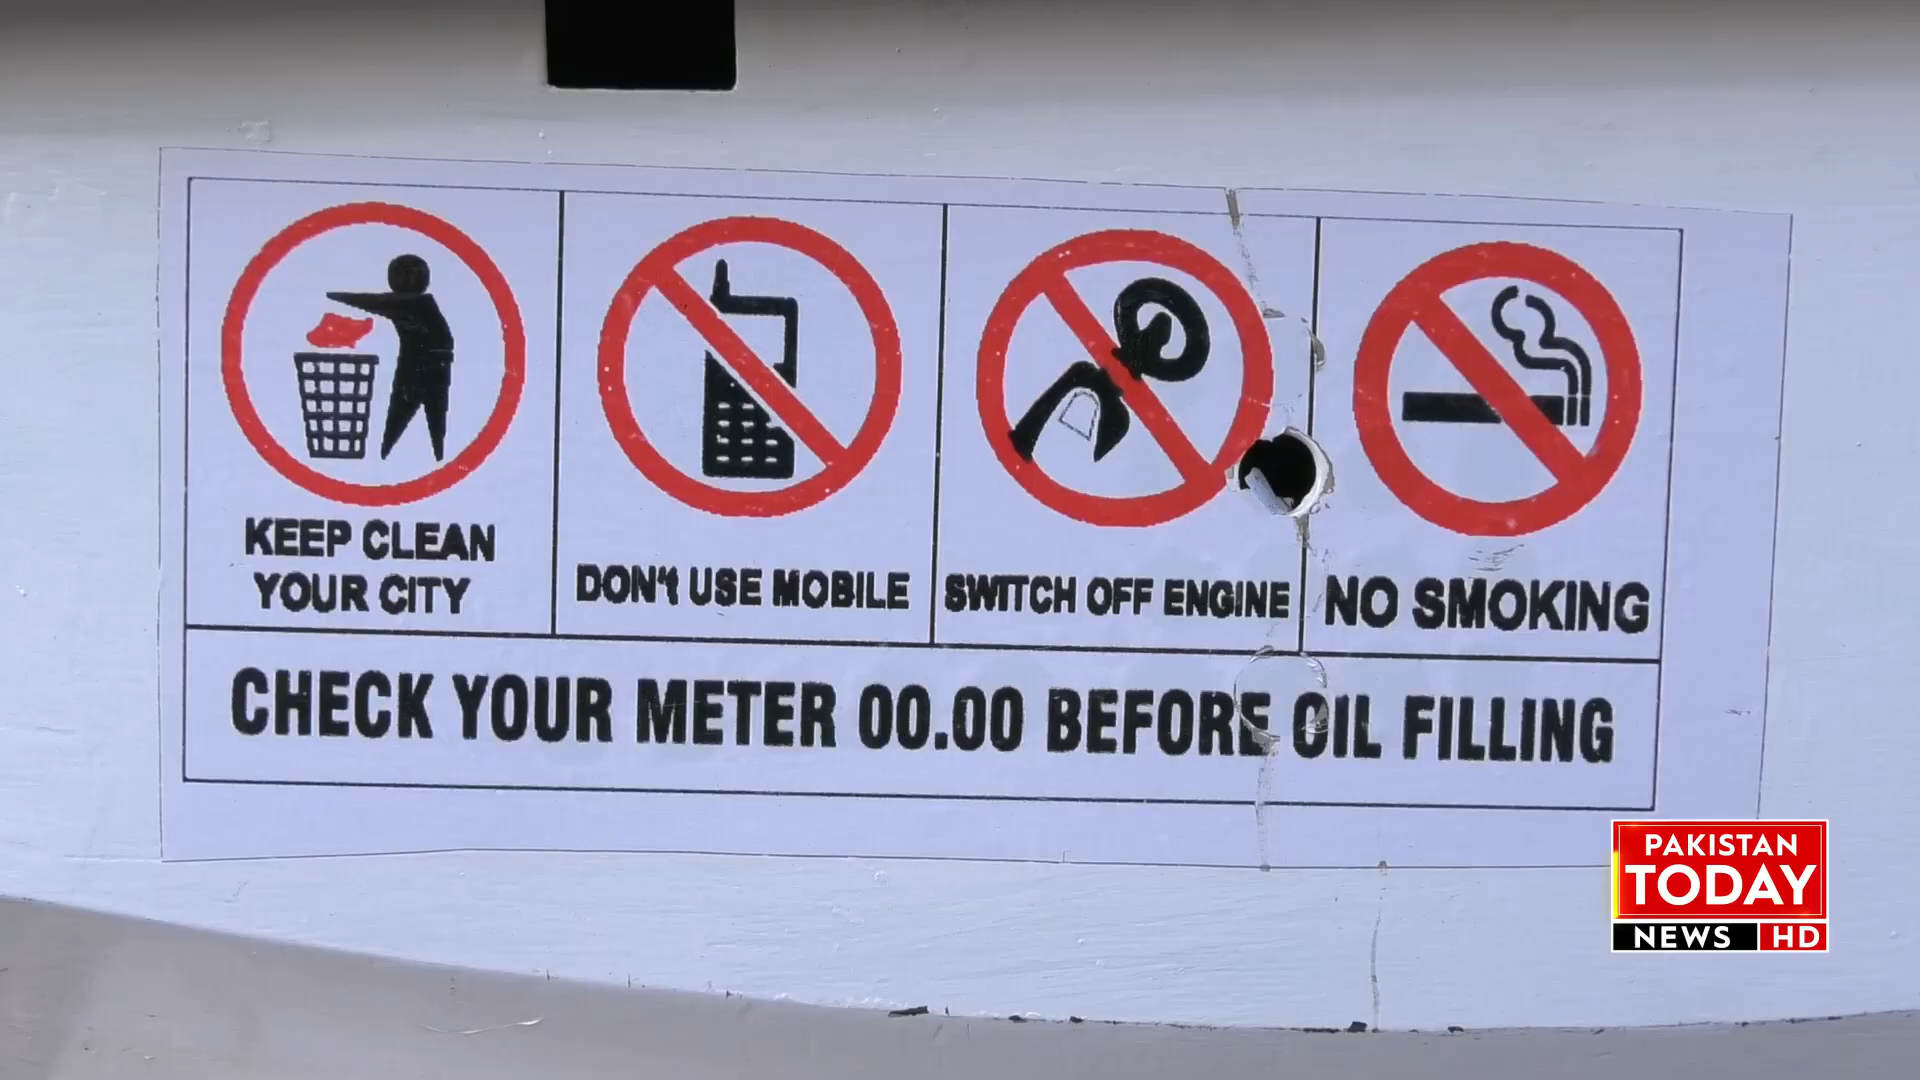 KEEP CLEAN
YOUR CITY
DON't USE MOBILE
SWITCH OFF ENGINE
NO SMOKING
CHECK YOUR METER 00.00 BEFORE OIL FILLING
PAKISTAN
TODAY
NEWS HD